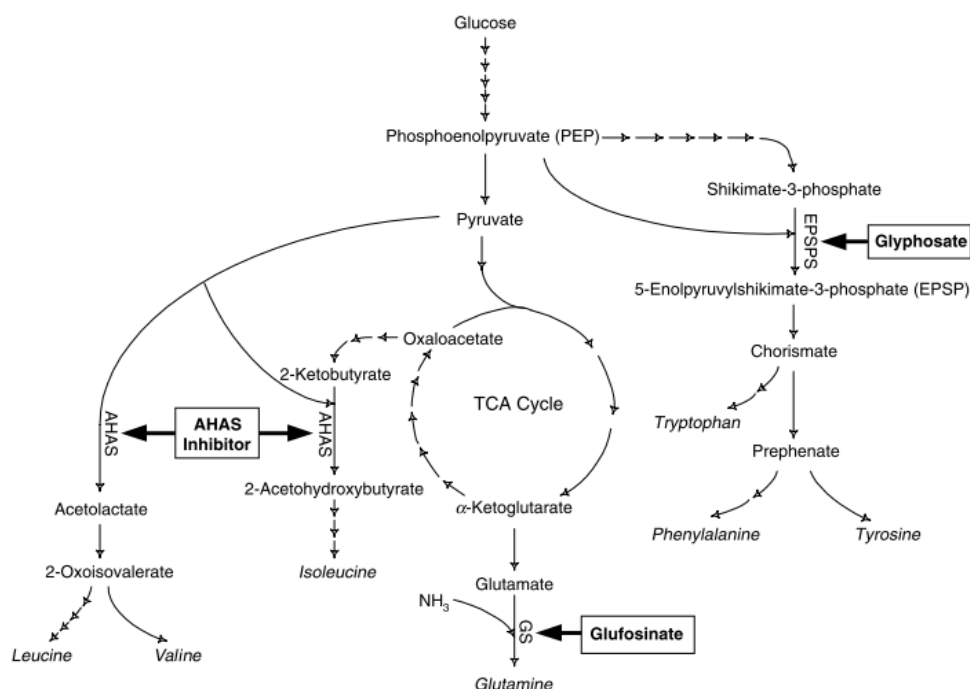 Glucose
Phosphoenolpyruvate (PEP)
Shikimate-3-phosphate
Pyruvate
EPSPS
Glyphosate
5-Enolpyruvylshikimate-3-phosphate (EPSP)
Oxaloacetate
Chorismate
2-Ketobutyrate
TCA Cycle
Tryptophan
AHAS
AHAS
Inhibitor
AHAS
Prephenate
2-Acetohydroxybutyrate
Acetolactate
α-Ketoglutarate
Phenylalanine
Tyrosine
2-Oxoisovalerate
Isoleucine
Glutamate
NH₃
GS
Glufosinate
Leucine
Valine
Glutamine